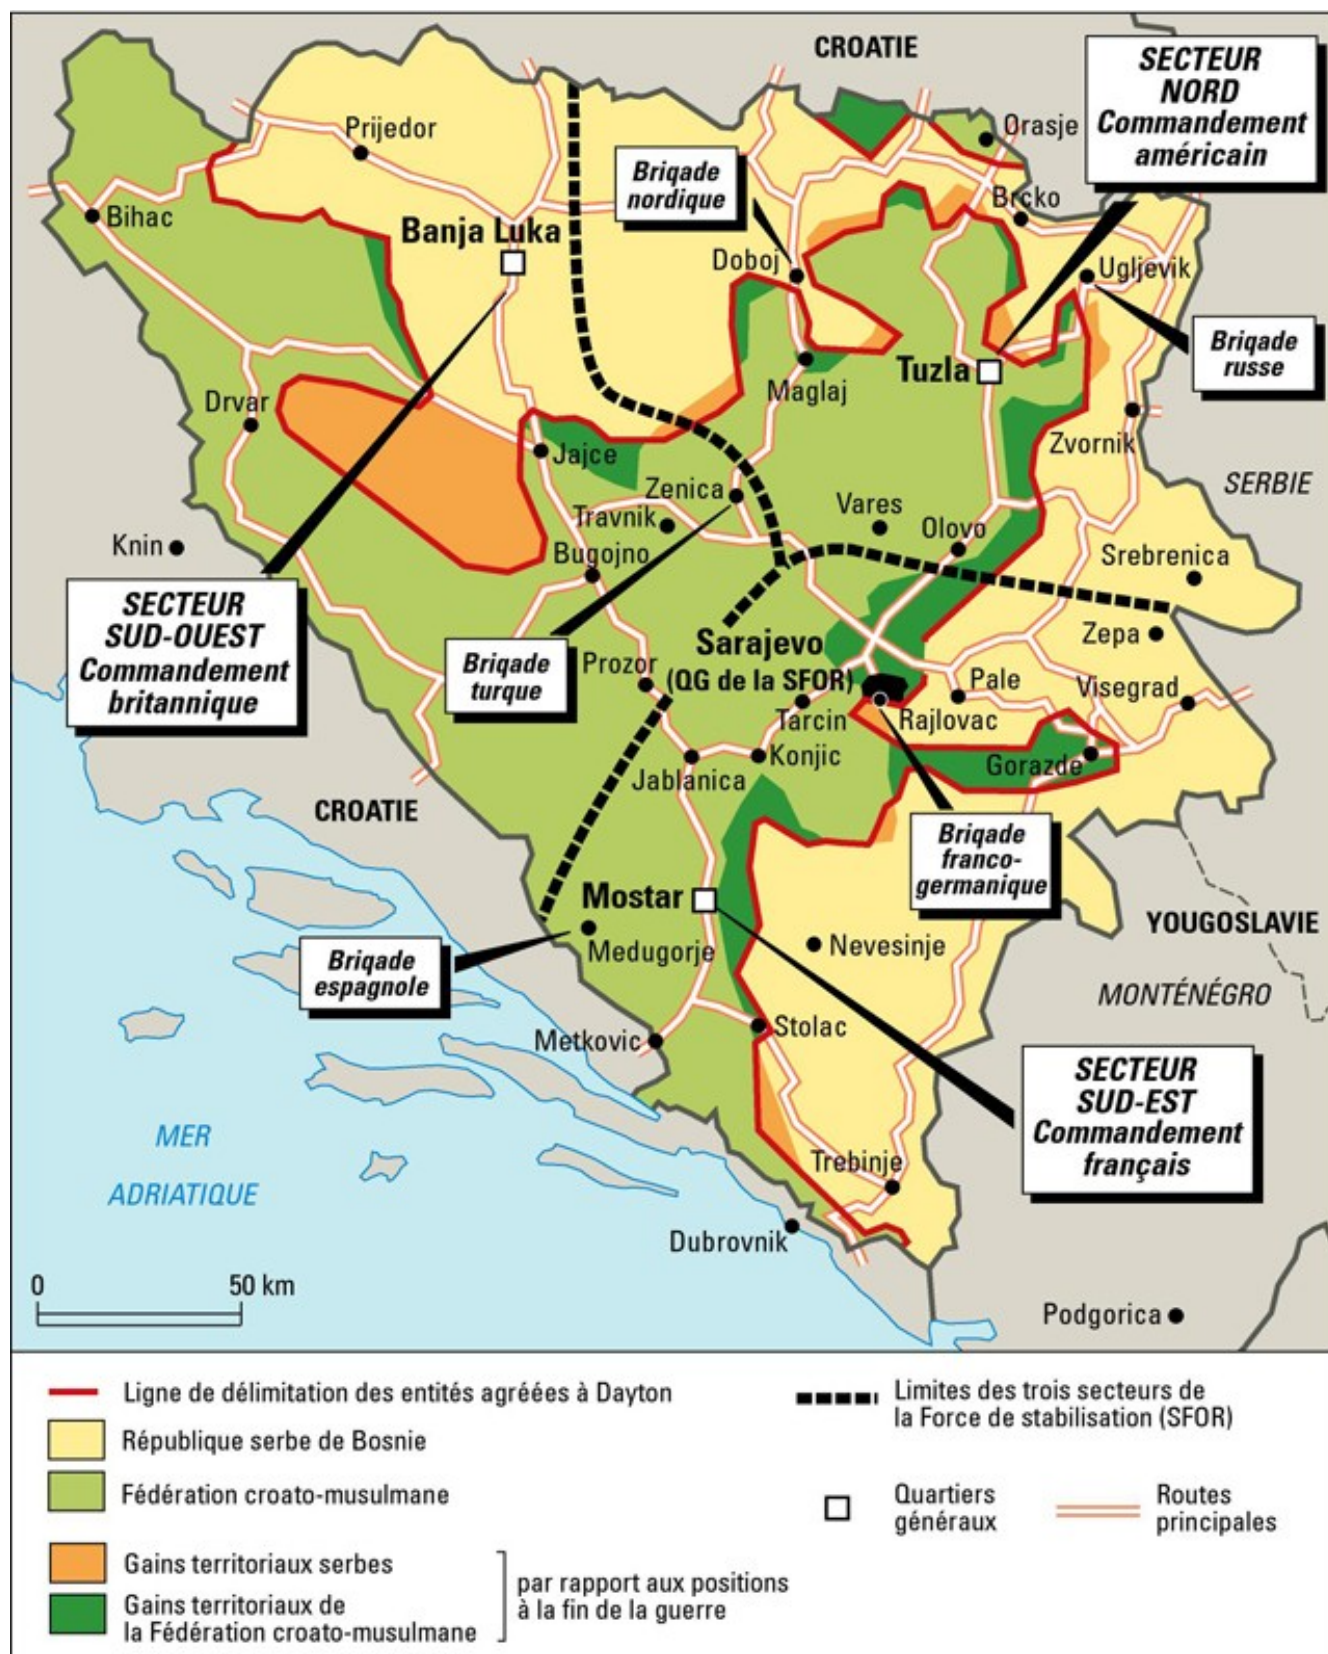 CROATIE
SECTEUR
NORD
Commandement
américain
Orasje
Prijedor
Briqade
nordique
Brcko
Bihac
Banja Luka
Doboj
Ugljevik
Briqade
russe
Tuzla
Maglaj
Drvar
Zvornik
Jajce
SERBIE
Zenica
Vares
Travnik
Olovo
Knin
Bugojno
Srebrenica
SECTEUR
SUD-OUEST
Commandement
britannique
Zepa
Sarajevo
(QG de la SFOR)
Briqade
turque
Prozor
Pale
Visegrad
Tarcin
Rajlovac
Jablanica
Konjic
Gorazde
CROATIE
Briqade
franco-
germanique
Mostar
YOUGOSLAVIE
Medugorje
Nevesinje
Briqade
espagnole
MONTÉNÉGRO
Metkovic
Stolac
SECTEUR
SUD-EST
Commandement
français
MER
ADRIATIQUE
Trebinje
Dubrovnik
0 50 km
Podgorica
Ligne de délimitation des entités agréées à Dayton
République serbe de Bosnie
Fédération croato-musulmane
Gains territoriaux serbes
Gains territoriaux de
la Fédération croato-musulmane
par rapport aux positions
à la fin de la guerre
Limites des trois secteurs de
la Force de stabilisation (SFOR)
Quartiers
généraux
Routes
principales